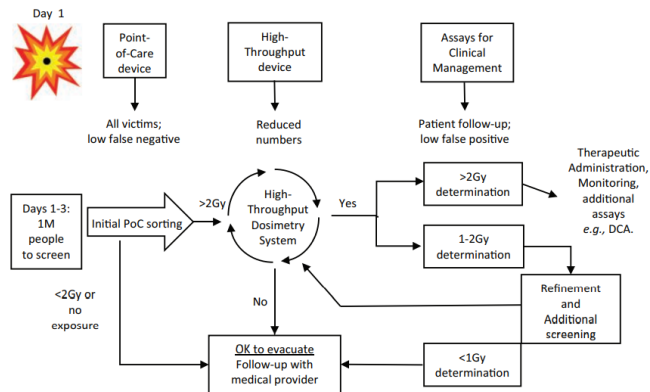 Day 1
Point-
of-Care
device
High-
Throughput
device
Assays for
Clinical
Management
All victims;
low false negative
Reduced
numbers
Patient follow-up;
low false positive
Days 1-3:
1M
people
to screen
Initial PoC sorting
>2Gy
High-
Throughput
Dosimetry
System
Yes
>2Gy
determination
1-2Gy
determination
Therapeutic
Administration,
Monitoring,
additional
assays
e.g., DCA.
<2Gy or
no
exposure
No
Refinement
and
Additional
screening
OK to evacuate
Follow-up with
medical provider
<1Gy
determination